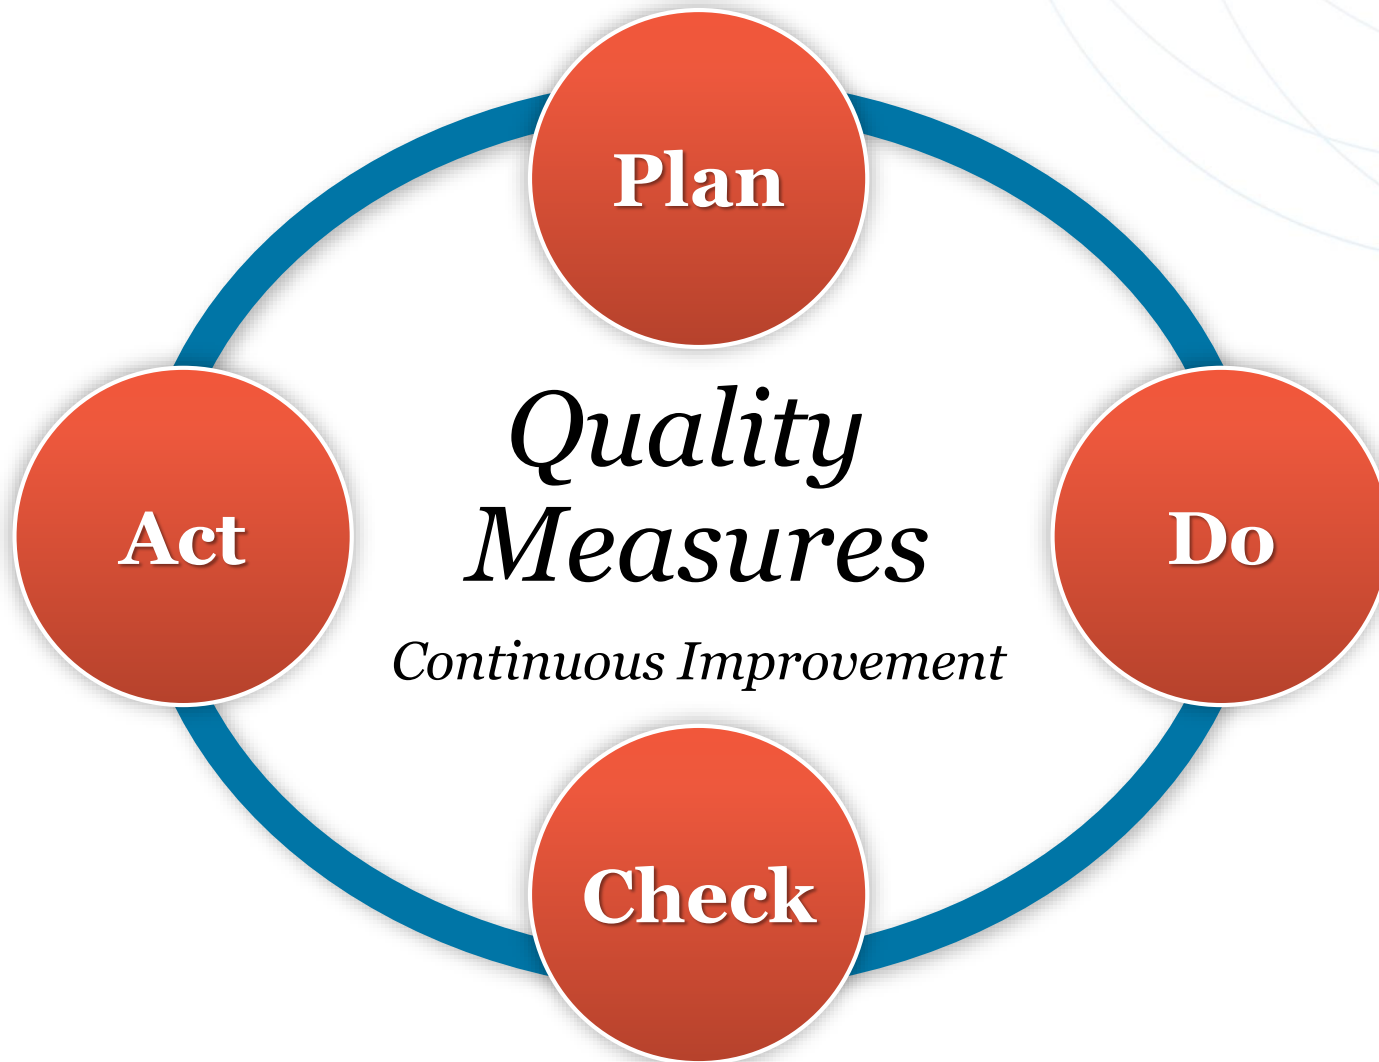 Plan
Quality
Measures
Act
Do
Continuous Improvement
Check